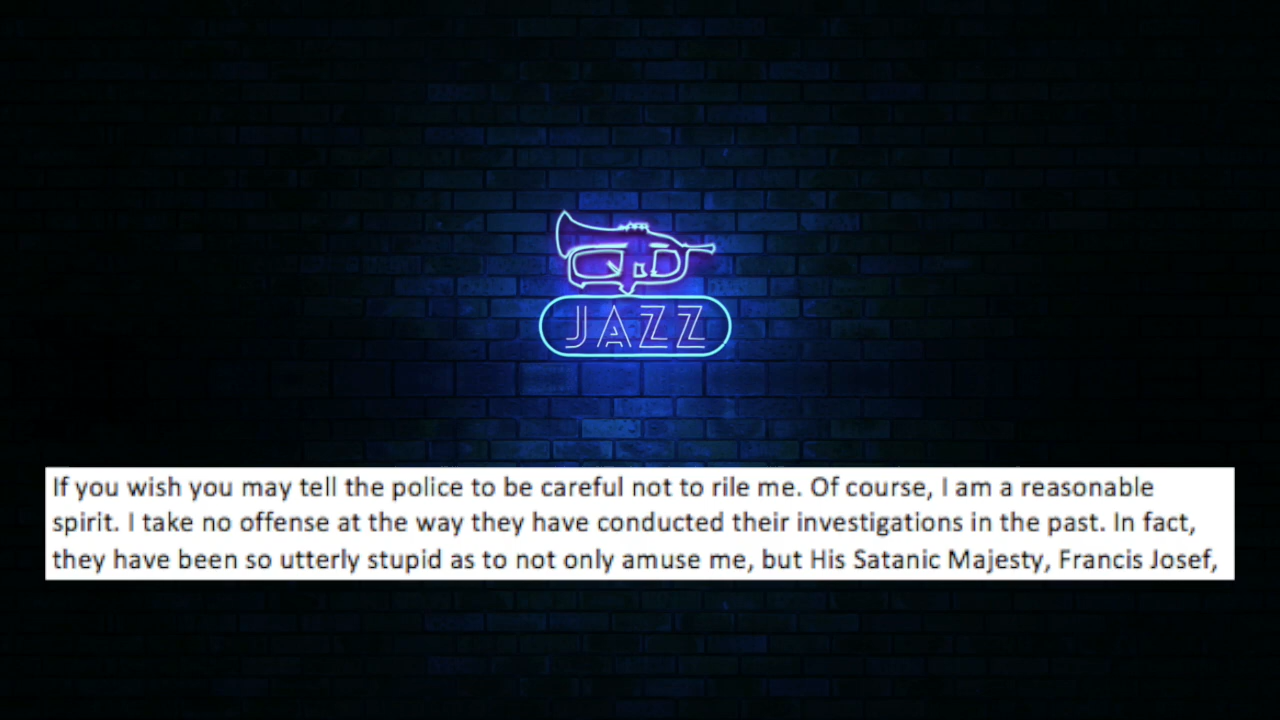 JAZZ
If you wish you may tell the police to be careful not to rile me. Of course, I am a reasonable
spirit. I take no offense at the way they have conducted their investigations in the past. In fact,
they have been so utterly stupid as to not only amuse me, but His Satanic Majesty, Francis Josef,